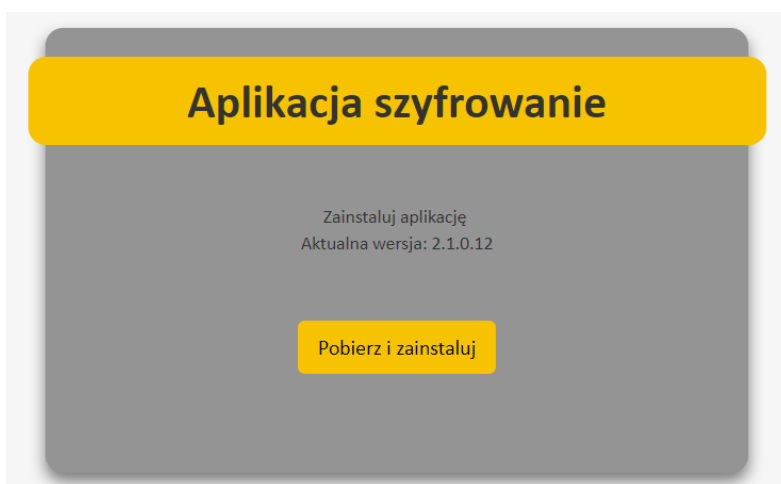 Aplikacja szyfrowanie
Zainstaluj aplikację
Aktualna wersja: 2.1.0.12
Pobierz i zainstaluj